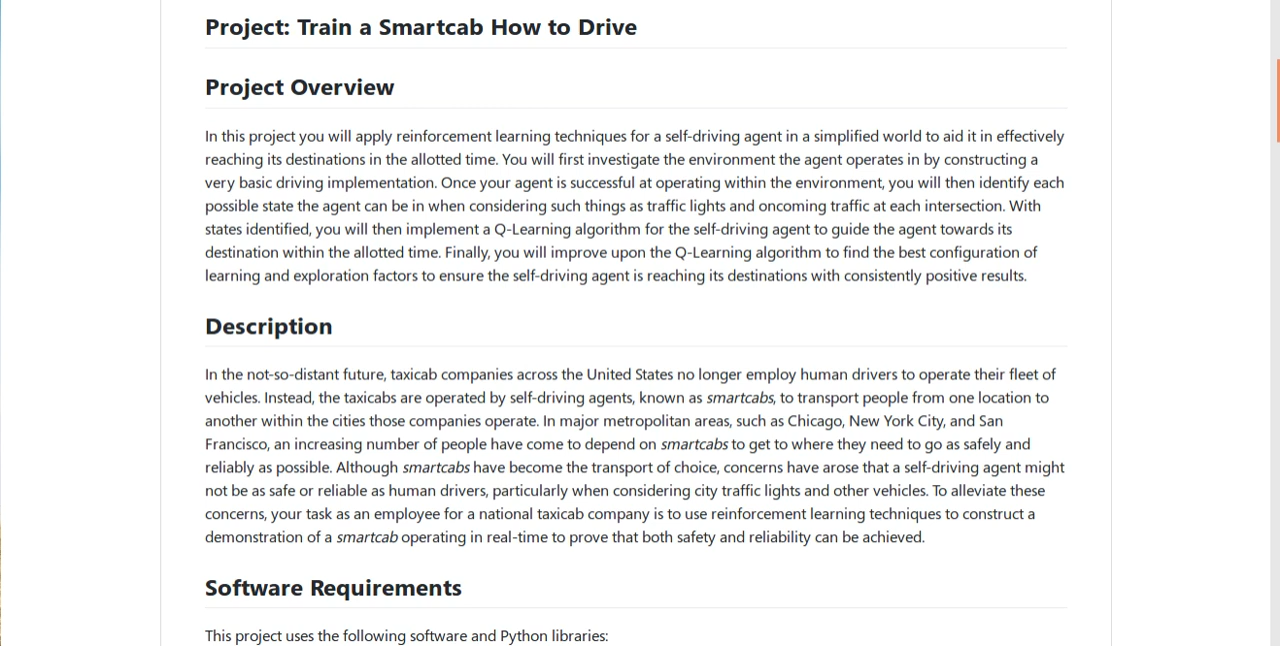 Project: Train a Smartcab How to Drive
Project Overview
In this project you will apply reinforcement learning techniques for a self-driving agent in a simplified world to aid it in effectively
reaching its destinations in the allotted time. You will first investigate the environment the agent operates in by constructing a
very basic driving implementation. Once your agent is successful at operating within the environment, you will then identify each
possible state the agent can be in when considering such things as traffic lights and oncoming traffic at each intersection. With
states identified, you will then implement a Q-Learning algorithm for the self-driving agent to guide the agent towards its
destination within the allotted time. Finally, you will improve upon the Q-Learning algorithm to find the best configuration of
learning and exploration factors to ensure the self-driving agent is reaching its destinations with consistently positive results.
Description
In the not-so-distant future, taxicab companies across the United States no longer employ human drivers to operate their fleet of
vehicles. Instead, the taxicabs are operated by self-driving agents, known as smartcabs, to transport people from one location to
another within the cities those companies operate. In major metropolitan areas, such as Chicago, New York City, and San
Francisco, an increasing number of people have come to depend on smartcabs to get to where they need to go as safely and
reliably as possible. Although smartcabs have become the transport of choice, concerns have arose that a self-driving agent might
not be as safe or reliable as human drivers, particularly when considering city traffic lights and other vehicles. To alleviate these
concerns, your task as an employee for a national taxicab company is to use reinforcement learning techniques to construct a
demonstration of a smartcab operating in real-time to prove that both safety and reliability can be achieved.
Software Requirements
This project uses the following software and Python libraries: